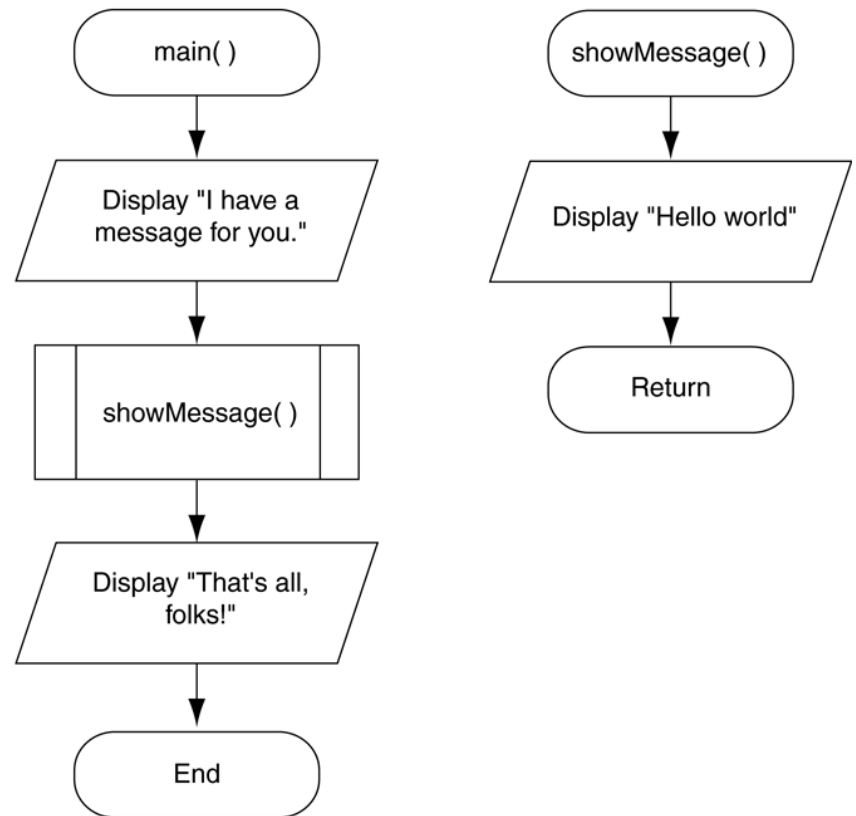 main( )
Display "I have a
message for you."
showMessage( )
Display "That's all,
folks!"
End
showMessage( )
Display "Hello world"
Return